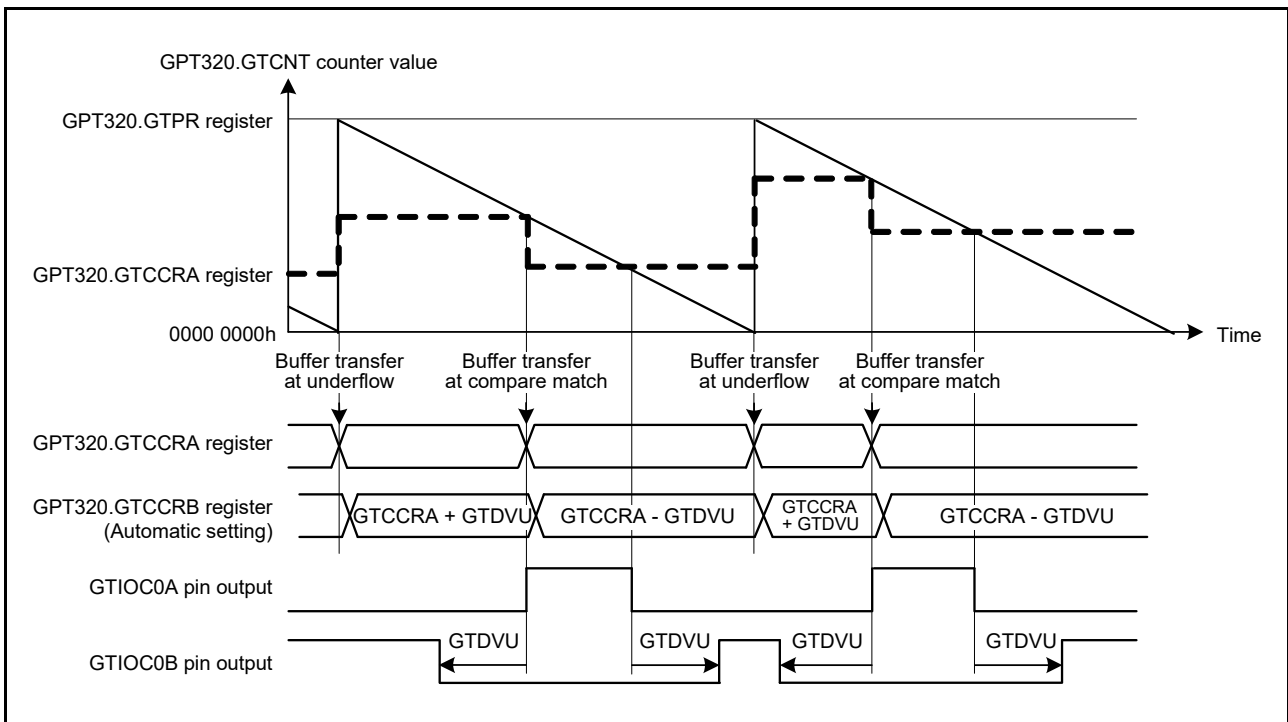 GPT320.GTCNT counter value
GPT320.GTPR register
GPT320.GTCCRA register
0000 0000h
Time
Buffer transfer
at underflow
Buffer transfer
at compare match
Buffer transfer
at underflow
Buffer transfer
at compare match
GPT320.GTCCRA register
GPT320.GTCCRB register
(Automatic setting)
GTCCRA + GTDVU
GTCCRA - GTDVU
GTCCRA
+ GTDVU
GTCCRA - GTDVU
GTIOC0A pin output
GTDVU
GTDVU
GTDVU
GTDVU
GTIOC0B pin output